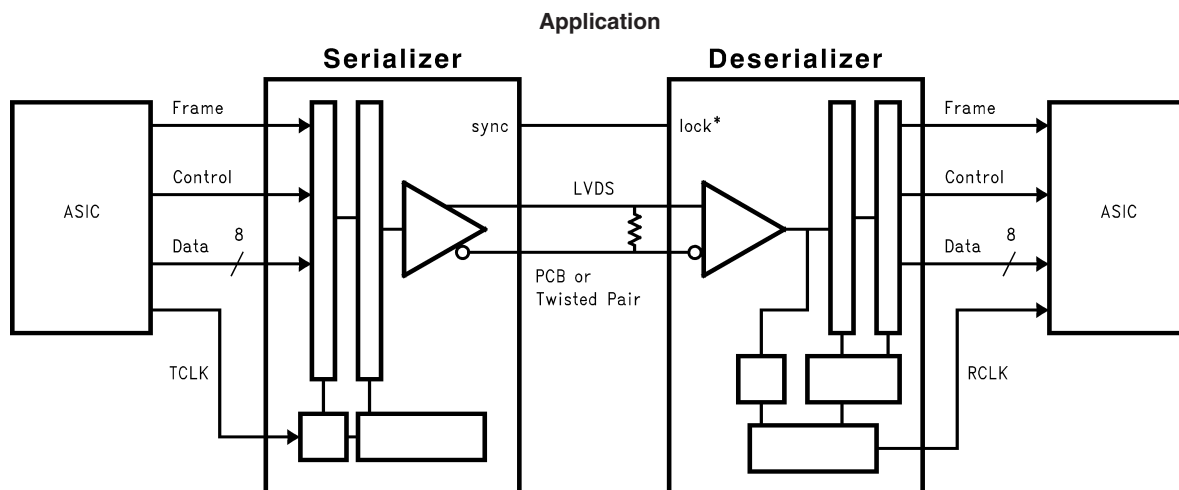 Application
Serializer
Deserializer
Frame
Control
Data
8
TCLK
ASIC
sync
lock*
LVDS
PCB or
Twisted Pair
Frame
Control
Data
8
RCLK
ASIC